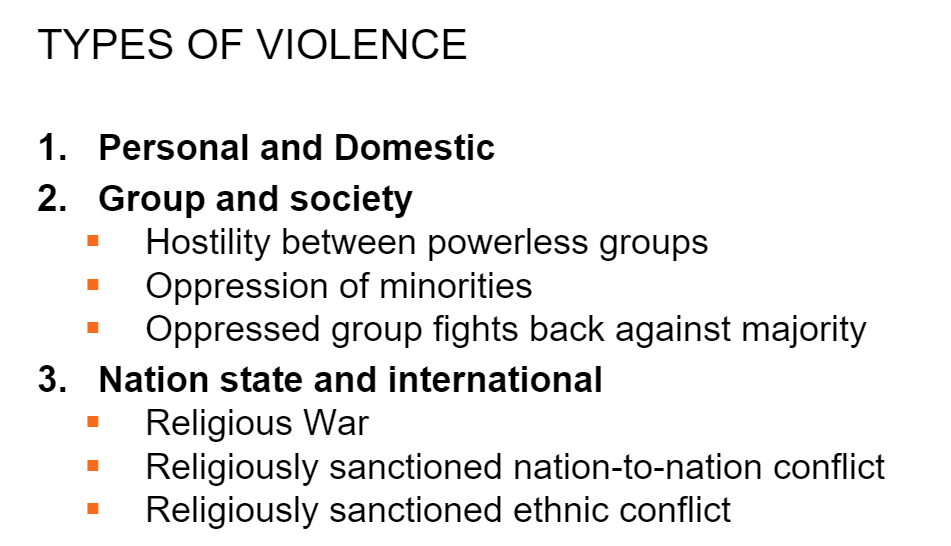 TYPES OF VIOLENCE
1. Personal and Domestic
2. Group and society
▪ Hostility between powerless groups
▪ Oppression of minorities
▪ Oppressed group fights back against majority
3. Nation state and international
▪ Religious War
▪ Religiously sanctioned nation-to-nation conflict
▪ Religiously sanctioned ethnic conflict